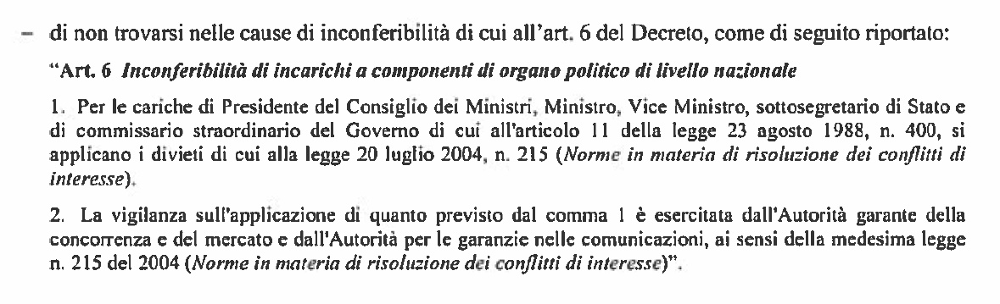 – di non trovarsi nelle cause di inconferibilità di cui all’art. 6 del Decreto, come di seguito riportato:
“Art. 6 Inconferibilità di incarichi a componenti di organo politico di livello nazionale
1. Per le cariche di Presidente del Consiglio dei Ministri, Ministro, Vice Ministro, sottosegretario di Stato e
di commissario straordinario del Governo di cui all'articolo 11 della legge 23 agosto 1988, n. 400, si
applicano i divieti di cui alla legge 20 luglio 2004, n. 215 (Norme in materia di risoluzione dei conflitti di
interesse).
2. La vigilanza sull'applicazione di quanto previsto dal comma 1 è esercitata dall'Autorità garante della
concorrenza e del mercato e dall'Autorità per le garanzie nelle comunicazioni, ai sensi della medesima legge
n. 215 del 2004 (Norme in materia di risoluzione dei conflitti di interesse)”.